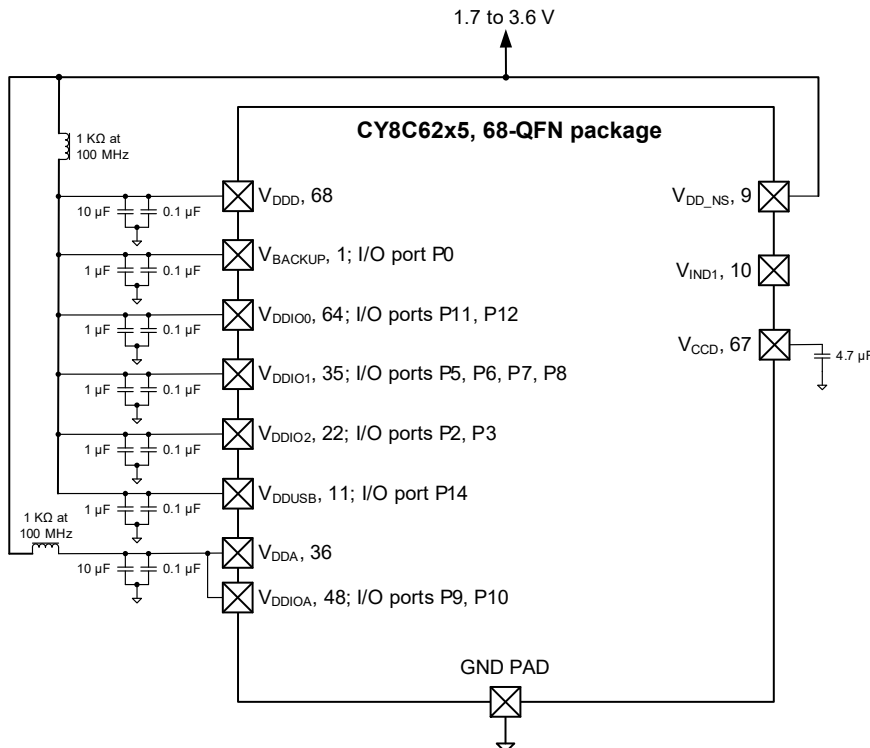 1.7 to 3.6 V
CY8C62x5, 68-QFN package
1 KΩ at
100 MHz
10 µF
0.1 µF
VDDD, 68
VDD_NS, 9
1 µF
0.1 µF
VBACKUP, 1; I/O port P0
VIND1, 10
1 µF
0.1 µF
VDDIO0, 64; I/O ports P11, P12
VCCD, 67
4.7 µF
1 µF
0.1 µF
VDDIO1, 35; I/O ports P5, P6, P7, P8
1 µF
0.1 µF
VDDIO2, 22; I/O ports P2, P3
1 µF
0.1 µF
VDDUSB, 11; I/O port P14
1 KΩ at
100 MHz
10 µF
0.1 µF
VDDA, 36
VDDIOA, 48; I/O ports P9, P10
GND PAD